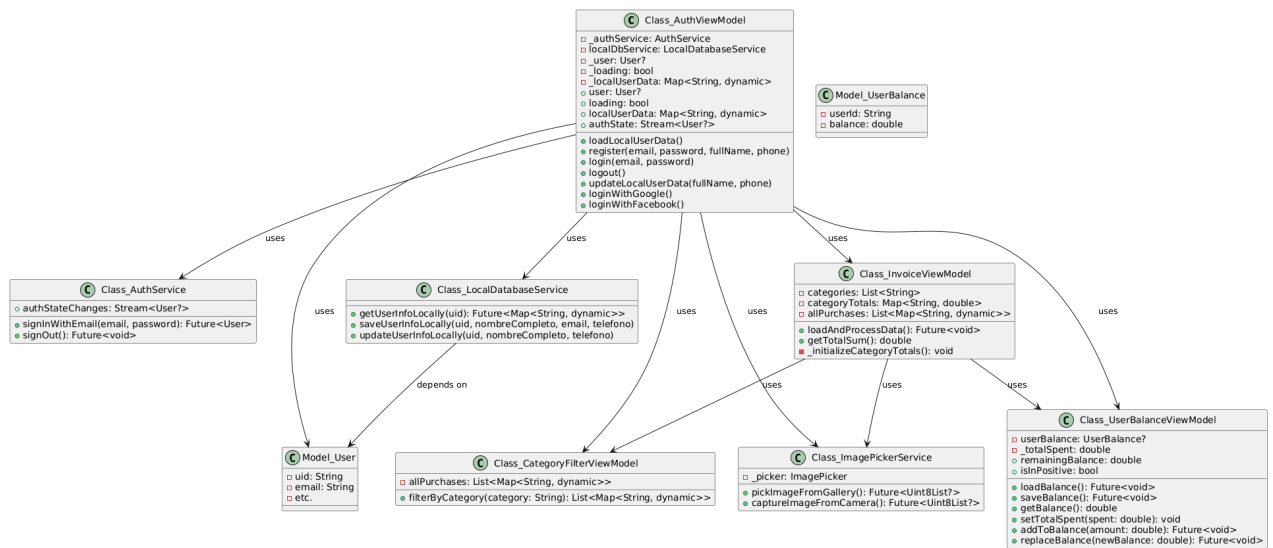 C Class_AuthViewModel
_authService: AuthService
localDbService: LocalDatabaseService
_user: User?
_loading: bool
_localUserData: Map<String, dynamic>
user: User?
loading: bool
localUserData: Map<String, dynamic>
authState: Stream<User?>
loadLocalUserData()
register(email, password, fullName, phone)
login(email, password)
logout()
updateLocalUserData(fullName, phone)
loginWithGoogle()
loginWithFacebook()
C Model_UserBalance
userId: String
balance: double
uses
uses
uses
C Class_AuthService
authStateChanges: Stream<User?>
signInWithEmail(email, password): Future<User>
signOut(): Future<void>
C Class_LocalDatabaseService
getUserInfoLocally(uid): Future<Map<String, dynamic>>
saveUserInfoLocally(uid, nombreCompleto, email, telefono)
updateUserInfoLocally(uid, nombreCompleto, telefono)
C Class_InvoiceViewModel
categories: List<String>
categoryTotals: Map<String, double>
allPurchases: List<Map<String, dynamic>>
loadAndProcessData(): Future<void>
getTotalSum(): double
_initializeCategoryTotals(): void
uses
uses
uses
uses
depends on
uses
uses
uses
C Model_User
uid: String
email: String
etc.
C Class_CategoryFilterViewModel
allPurchases: List<Map<String, dynamic>>
filterByCategory(category: String): List<Map<String, dynamic>>
C Class_ImagePickerService
_picker: ImagePicker
pickImageFromGallery(): Future<Uint8List?>
captureImageFromCamera(): Future<Uint8List?>
C Class_UserBalanceViewModel
userBalance: UserBalance?
_totalSpent: double
remainingBalance: double
isInPositive: bool
loadBalance(): Future<void>
saveBalance(): Future<void>
getBalance(): double
setTotalSpent(spent: double): void
addToBalance(amount: double): Future<void>
replaceBalance(newBalance: double): Future<void>